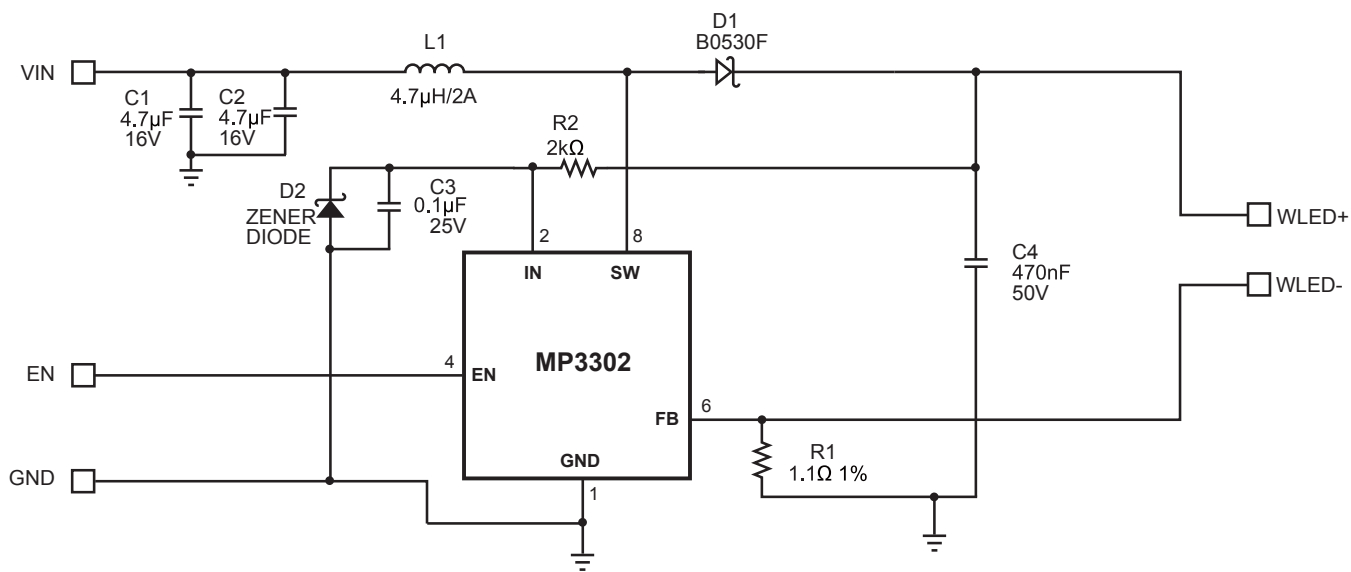 D1
B0530F
L1
VIN
4.7µH/2A
C1
4.7µF
16V
C2
4.7µF
16V
R2
2kΩ
D2
ZENER
DIODE
C3
0.1µF
25V
WLED+
2
8
IN
SW
C4
470nF
50V
WLED-
EN
4
EN
MP3302
FB
6
GND
GND
1
R1
1.1Ω 1%